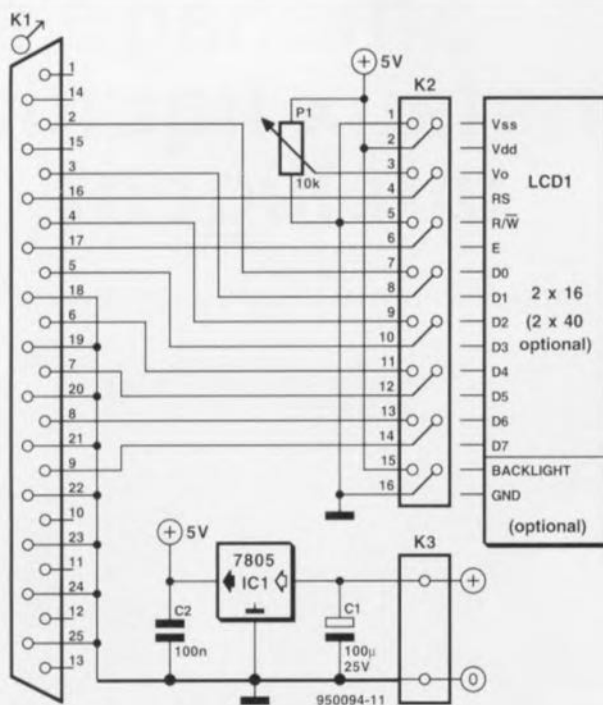 K1
1
14
2
15
3
16
4
17
5
18
6
19
7
20
8
21
9
22
10
23
11
24
12
25
13
5V
P1
10k
K2
1
2
3
4
5
6
7
8
9
10
11
12
13
14
15
16
Vss
Vdd
Vo
LCD1
RS
R/W̅
E
D0
D1
2 x 16
D2
(2 x 40
D3
optional)
D4
D5
D6
D7
BACKLIGHT
GND
(optional)
5V
7805
IC1
C2
100n
C1
100µ
25V
K3
+
0
950094-11